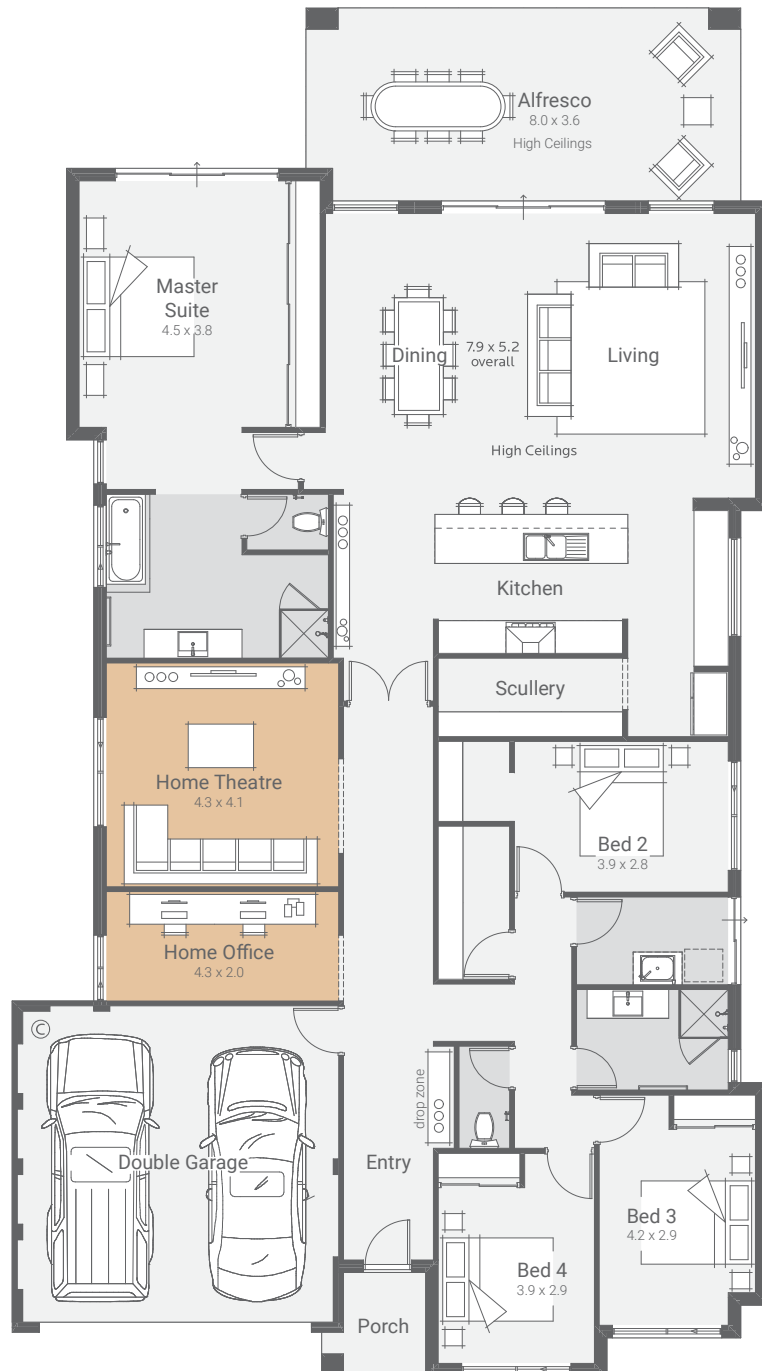 Alfresco
8.0 x 3.6
High Ceilings
Master
Suite
4.5 x 3.8
Dining
7.9 x 5.2
overall
Living
High Ceilings
Kitchen
Scullery
Home Theatre
4.3 x 4.1
Bed 2
3.9 x 2.8
Home Office
4.3 x 2.0
C
drop zone
Double Garage
Entry
Bed 3
4.2 x 2.9
Bed 4
3.9 x 2.9
Porch